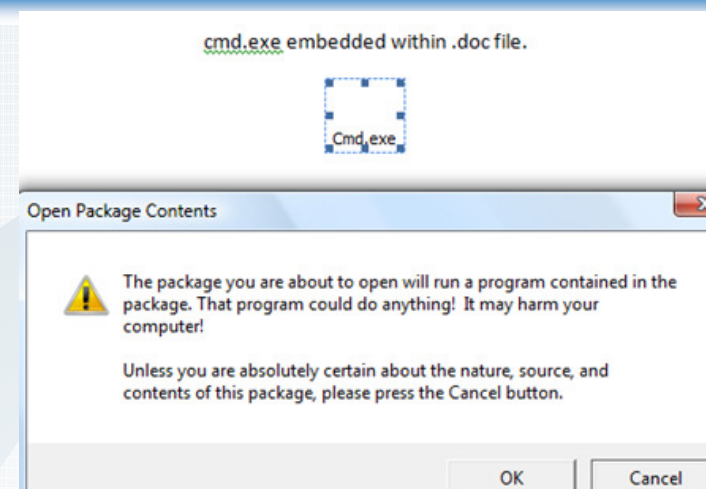 cmd.exe embedded within .doc file.
Cmd.exe
Open Package Contents
The package you are about to open will run a program contained in the
package. That program could do anything! It may harm your
computer!
Unless you are absolutely certain about the nature, source, and
contents of this package, please press the Cancel button.
OK Cancel